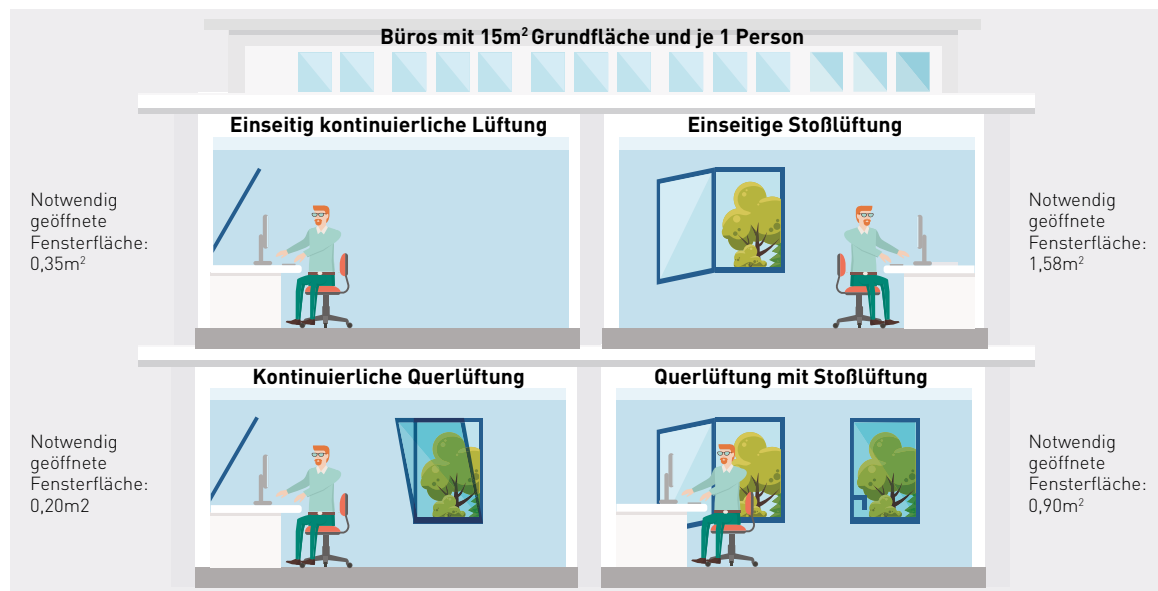 Büros mit 15m² Grundfläche und je 1 Person
Einseitig kontinuierliche Lüftung
Einseitige Stoßlüftung
Notwendig
geöffnete
Fensterfläche:
0,35m²
Notwendig
geöffnete
Fensterfläche:
1,58m²
Kontinuierliche Querlüftung
Querlüftung mit Stoßlüftung
Notwendig
geöffnete
Fensterfläche:
0,20m2
Notwendig
geöffnete
Fensterfläche:
0,90m²